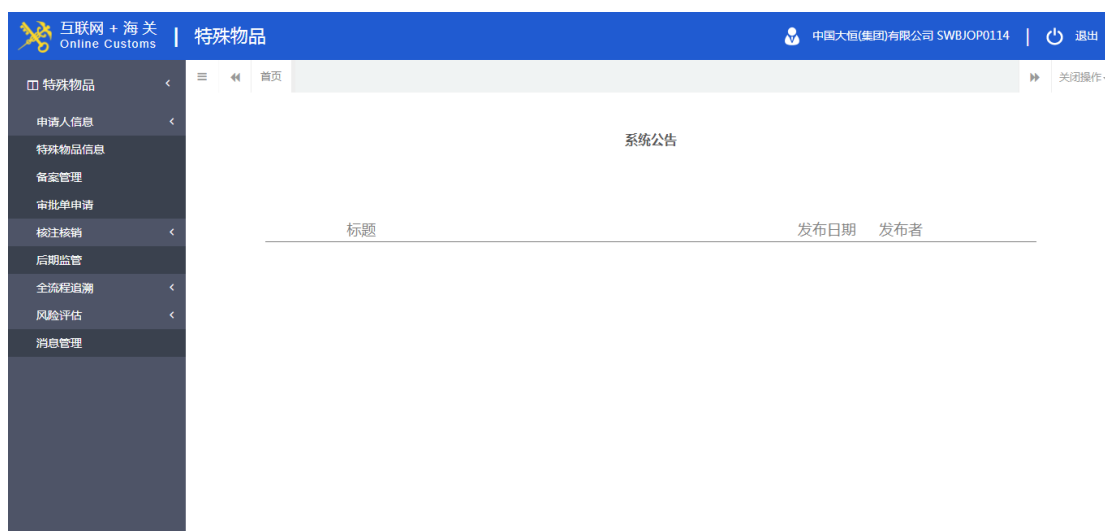 互联网 + 海关
Online Customs
特殊物品
中国大恒(集团)有限公司 SWBJOP0114
退出
特殊物品
首页
关闭操作
申请人信息
特殊物品信息
备案管理
审批单申请
核注核销
后期监管
全流程追溯
风险评估
消息管理
系统公告
标题 发布日期 发布者